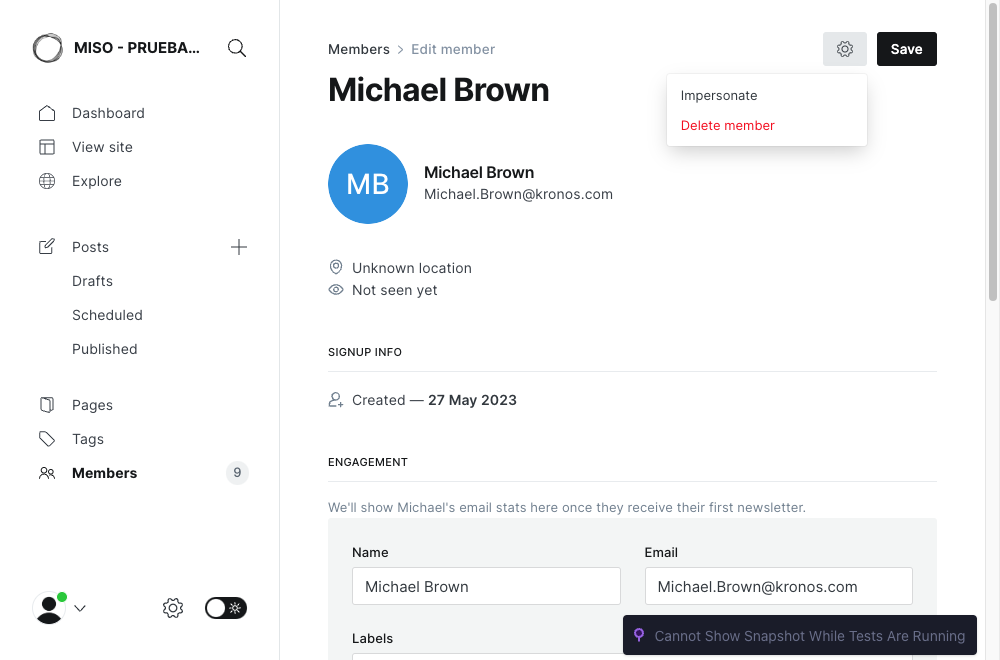 MISO - PRUEBA...
Dashboard
View site
Explore
Posts
Drafts
Scheduled
Published
Pages
Tags
Members
9
Members > Edit member
Save
Michael Brown
Impersonate
Delete member
MB
Michael Brown
Michael.Brown@kronos.com
Unknown location
Not seen yet
SIGNUP INFO
Created — 27 May 2023
ENGAGEMENT
We'll show Michael's email stats here once they receive their first newsletter.
Name
Email
Michael Brown
Michael.Brown@kronos.com
Labels
Cannot Show Snapshot While Tests Are Running